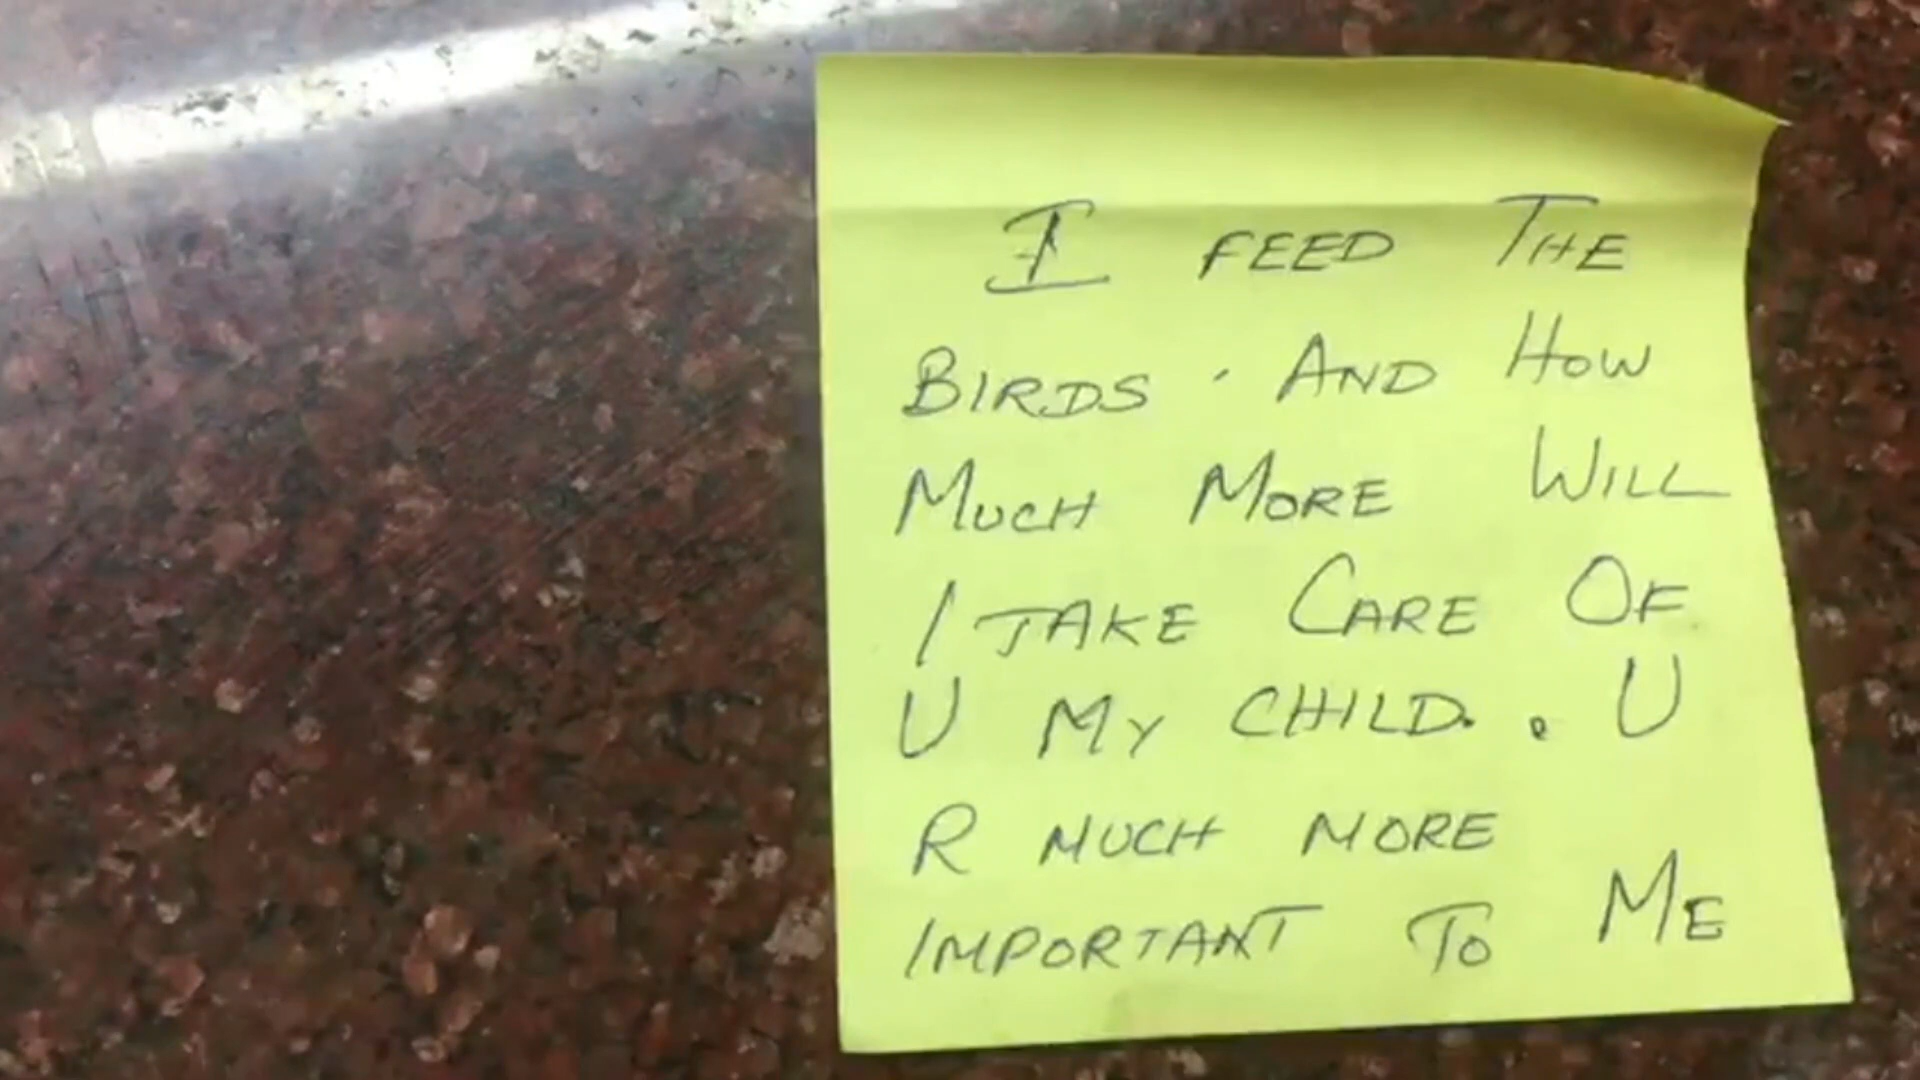 I FEED THE
BIRDS . AND HOW
MUCH MORE WILL
I TAKE CARE OF
U MY CHILD. . U
R MUCH MORE
IMPORTANT TO ME